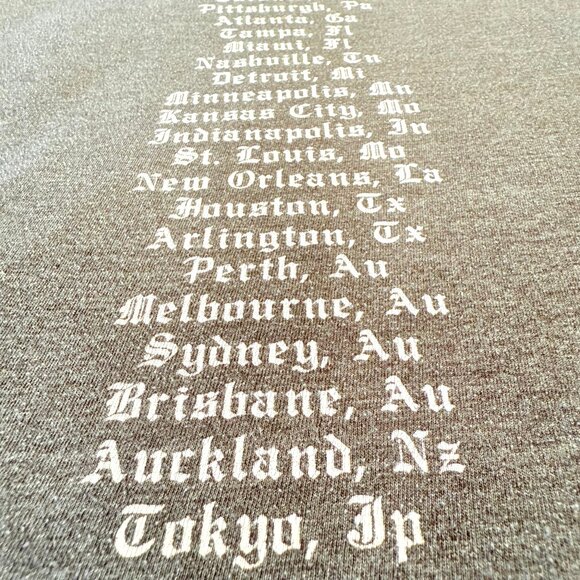 Pittsburgh, Pa
Atlanta, Ga
Tampa, Fl
Miami, Fl
Nashville, Tn
Detroit, Mi
Minneapolis, Mn
Kansas City, Mo
Indianapolis, In
St. Louis, Mo
New Orleans, La
Houston, Tx
Arlington, Tx
Perth, Au
Melbourne, Au
Sydney, Au
Brisbane, Au
Auckland, Nz
Tokyo, Jp